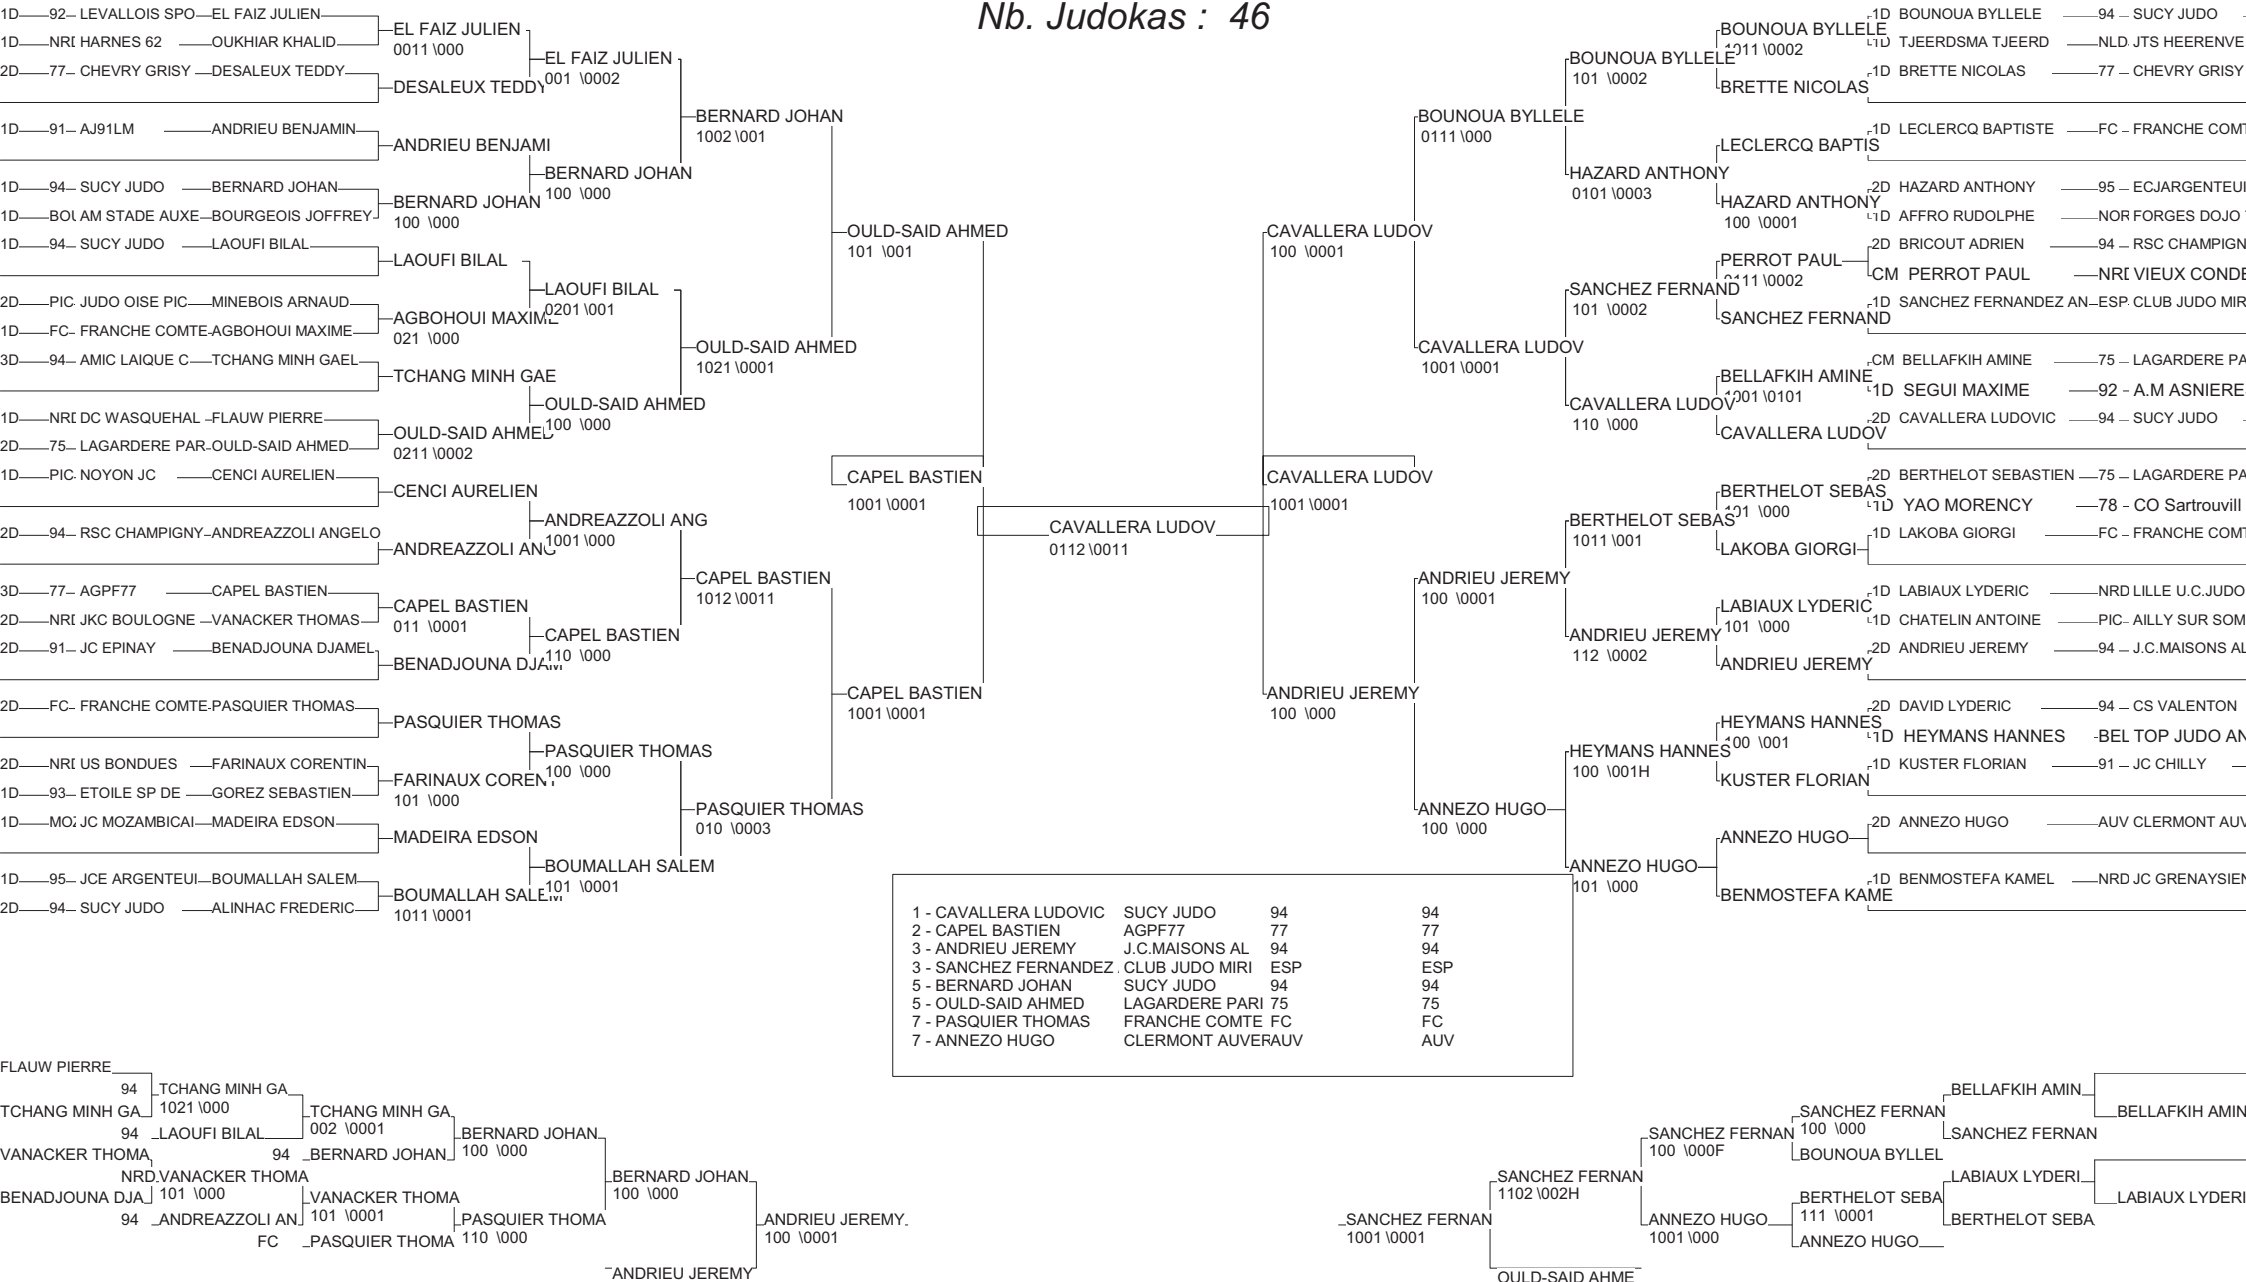 Nb. Judokas : 46
1D 92 LEVALLOIS SPO EL FAIZ JULIEN
1D NRD HARNES 62 OUKHIAR KHALID
2D 77 CHEVRY GRISY DESALEUX TEDDY
1D 91 AJ91LM ANDRIEU BENJAMIN
1D 94 SUCY JUDO BERNARD JOHAN
1D BOU AM STADE AUXE BOURGEOIS JOFFREY
1D 94 SUCY JUDO LAOUFI BILAL
2D PIC JUDO OISE PIC MINEBOIS ARNAUD
1D FC FRANCHE COMTE AGBOHOUI MAXIME
3D 94 AMIC LAIQUE C TCHANG MINH GAEL
1D NRD DC WASQUEHAL FLAUW PIERRE
2D 75 LAGARDERE PAR OULD-SAID AHMED
1D PIC NOYON JC CENCI AURELIEN
2D 94 RSC CHAMPIGNY ANDREAZZOLI ANGELO
3D 77 AGPF77 CAPEL BASTIEN
2D NRD JKC BOULOGNE VANACKER THOMAS
2D 91 JC EPINAY BENADJOUNA DJAMEL
2D FC FRANCHE COMTE PASQUIER THOMAS
2D NRD US BONDUES FARINAUX CORENTIN
1D 93 ETOILE SP DE GOREZ SEBASTIEN
1D MOZ JC MOZAMBICAI MADEIRA EDSON
1D 95 JCE ARGENTEUI BOUMALLAH SALEM
2D 94 SUCY JUDO ALINHAC FREDERIC
EL FAIZ JULIEN
0011 \000
DESALEUX TEDDY
ANDRIEU BENJAMI
BERNARD JOHAN
100 \000
LAOUFI BILAL
AGBOHOUI MAXIME
021 \000
TCHANG MINH GAE
OULD-SAID AHMED
0211 \0002
CENCI AURELIEN
ANDREAZZOLI ANG
CAPEL BASTIEN
011 \0001
BENADJOUNA DJAM
PASQUIER THOMAS
FARINAUX CORENT
101 \000
MADEIRA EDSON
BOUMALLAH SALEM
1011 \0001
EL FAIZ JULIEN
001 \0002
BERNARD JOHAN
100 \000
LAOUFI BILAL
0201 \001
OULD-SAID AHMED
100 \000
ANDREAZZOLI ANG
1001 \000
CAPEL BASTIEN
110 \000
PASQUIER THOMAS
100 \000
BOUMALLAH SALEM
101 \0001
BERNARD JOHAN
1002 \001
OULD-SAID AHMED
1021 \0001
CAPEL BASTIEN
1012 \0011
PASQUIER THOMAS
010 \0003
OULD-SAID AHMED
101 \001
CAPEL BASTIEN
1001 \0001
CAPEL BASTIEN
1001 \0001
CAVALLERA LUDOV
0112 \0011
CAVALLERA LUDOV
100 \0001
CAVALLERA LUDOV
1001 \0001
ANDRIEU JEREMY
100 \000
BOUNOUA BYLLELE
0111 \000
CAVALLERA LUDOV
1001 \0001
ANDRIEU JEREMY
100 \0001
ANNEZO HUGO
100 \000
BOUNOUA BYLLELE
101 \0002
HAZARD ANTHONY
0101 \0003
SANCHEZ FERNAND
101 \0002
CAVALLERA LUDOV
110 \000
BERTHELOT SEBAS
1011 \001
ANDRIEU JEREMY
112 \0002
HEYMANS HANNES
100 \001H
ANNEZO HUGO
101 \000
BOUNOUA BYLLELE
1011 \0002
BRETTE NICOLAS
LECLERCQ BAPTIS
HAZARD ANTHONY
100 \0001
PERROT PAUL
0111 \0002
SANCHEZ FERNAND
BELLAFKIH AMINE
1001 \0101
CAVALLERA LUDOV
BERTHELOT SEBAS
101 \000
LAKOBA GIORGI
LABIAUX LYDERIC
101 \000
ANDRIEU JEREMY
HEYMANS HANNES
100 \001
KUSTER FLORIAN
ANNEZO HUGO
BENMOSTEFA KAME
1D BOUNOUA BYLLELE 94 SUCY JUDO
1D TJEERDSMA TJEERD NLD JTS HEERENVE
1D BRETTE NICOLAS 77 CHEVRY GRISY
1D LECLERCQ BAPTISTE FC FRANCHE COMT
2D HAZARD ANTHONY 95 ECJARGENTEUI
1D AFFRO RUDOLPHE NOR FORGES DOJO
2D BRICOUT ADRIEN 94 RSC CHAMPIGN
CM PERROT PAUL NRD VIEUX CONDE
1D SANCHEZ FERNANDEZ AN ESP CLUB JUDO MIR
CM BELLAFKIH AMINE 75 LAGARDERE PA
1D SEGUI MAXIME 92 - A.M ASNIERE
2D CAVALLERA LUDOVIC 94 SUCY JUDO
2D BERTHELOT SEBASTIEN 75 LAGARDERE PA
1D YAO MORENCY 78 - CO Sartrouvill
1D LAKOBA GIORGI FC FRANCHE COMT
1D LABIAUX LYDERIC NRD LILLE U.C.JUDO
1D CHATELIN ANTOINE PIC AILLY SUR SOM
2D ANDRIEU JEREMY 94 J.C.MAISONS AL
2D DAVID LYDERIC 94 CS VALENTON
1D HEYMANS HANNES BEL TOP JUDO AN
1D KUSTER FLORIAN 91 JC CHILLY
2D ANNEZO HUGO AUV CLERMONT AUV
1D BENMOSTEFA KAMEL NRD JC GRENAYSIEN
1 - CAVALLERA LUDOVIC SUCY JUDO 94 94
2 - CAPEL BASTIEN AGPF77 77 77
3 - ANDRIEU JEREMY J.C.MAISONS AL 94 94
3 - SANCHEZ FERNANDEZ CLUB JUDO MIRI ESP ESP
5 - BERNARD JOHAN SUCY JUDO 94 94
5 - OULD-SAID AHMED LAGARDERE PARI 75 75
7 - PASQUIER THOMAS FRANCHE COMTE FC FC
7 - ANNEZO HUGO CLERMONT AUVER AUV AUV
FLAUW PIERRE
94 TCHANG MINH GA
TCHANG MINH GA 1021 \000
94 LAOUFI BILAL
VANACKER THOMA
NRD VANACKER THOMA
BENADJOUNA DJA 101 \000
94 ANDREAZZOLI AN
TCHANG MINH GA
002 \0001
94 BERNARD JOHAN
VANACKER THOMA
101 \0001
FC PASQUIER THOMA
BERNARD JOHAN
100 \000
PASQUIER THOMA
110 \000
BERNARD JOHAN
100 \000
ANDRIEU JEREMY
ANDRIEU JEREMY
100 \0001
SANCHEZ FERNAN
1001 \0001
SANCHEZ FERNAN
1102 \002H
OULD-SAID AHME
SANCHEZ FERNAN
100 \000F
ANNEZO HUGO
1001 \000
SANCHEZ FERNAN
100 \000
BOUNOUA BYLLEL
BERTHELOT SEBA
111 \0001
ANNEZO HUGO
BELLAFKIH AMIN
SANCHEZ FERNAN
LABIAUX LYDERI
BERTHELOT SEBA
BELLAFKIH AMIN
LABIAUX LYDERI